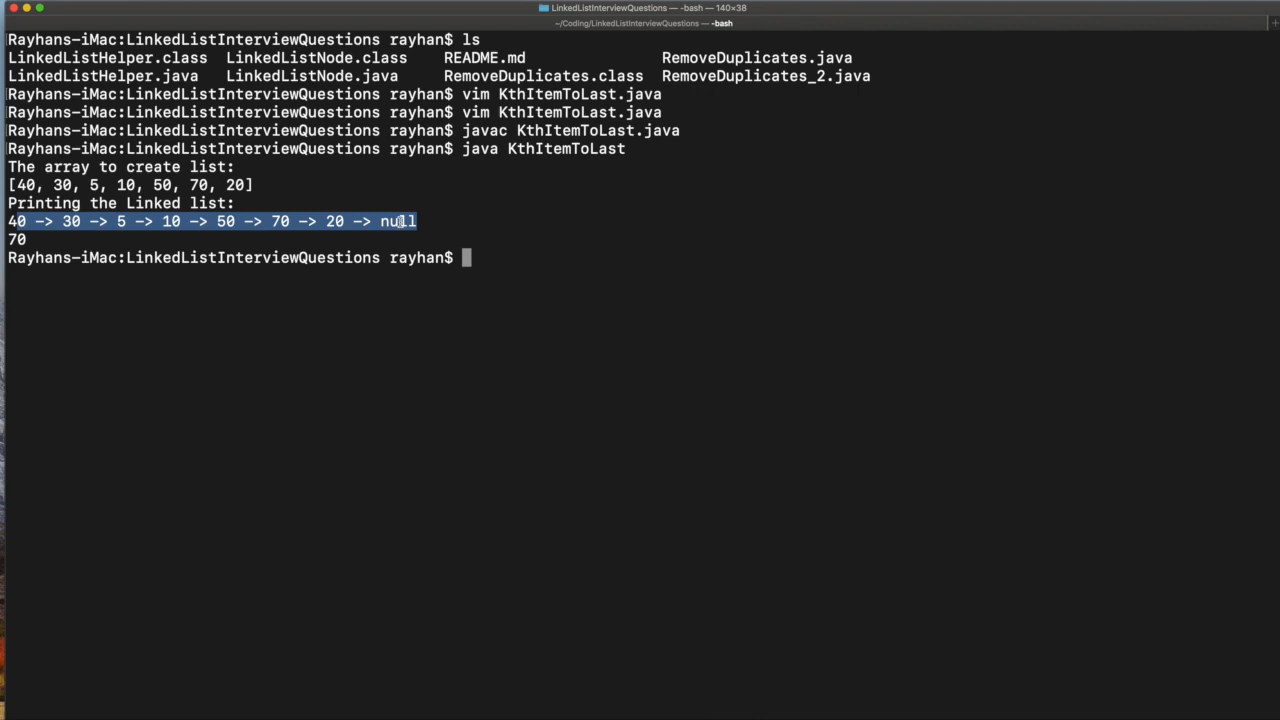 LinkedListInterviewQuestions — -bash — 140×38
~/Coding/LinkedListInterviewQuestions — -bash
Rayhans-iMac:LinkedListInterviewQuestions rayhan$ ls
LinkedListHelper.class  LinkedListNode.class    README.md               RemoveDuplicates.java
LinkedListHelper.java   LinkedListNode.java     RemoveDuplicates.class  RemoveDuplicates_2.java
Rayhans-iMac:LinkedListInterviewQuestions rayhan$ vim KthItemToLast.java
Rayhans-iMac:LinkedListInterviewQuestions rayhan$ vim KthItemToLast.java
Rayhans-iMac:LinkedListInterviewQuestions rayhan$ javac KthItemToLast.java
Rayhans-iMac:LinkedListInterviewQuestions rayhan$ java KthItemToLast
The array to create list:
[40, 30, 5, 10, 50, 70, 20]
Printing the Linked list:
40 -> 30 -> 5 -> 10 -> 50 -> 70 -> 20 -> null
70
Rayhans-iMac:LinkedListInterviewQuestions rayhan$